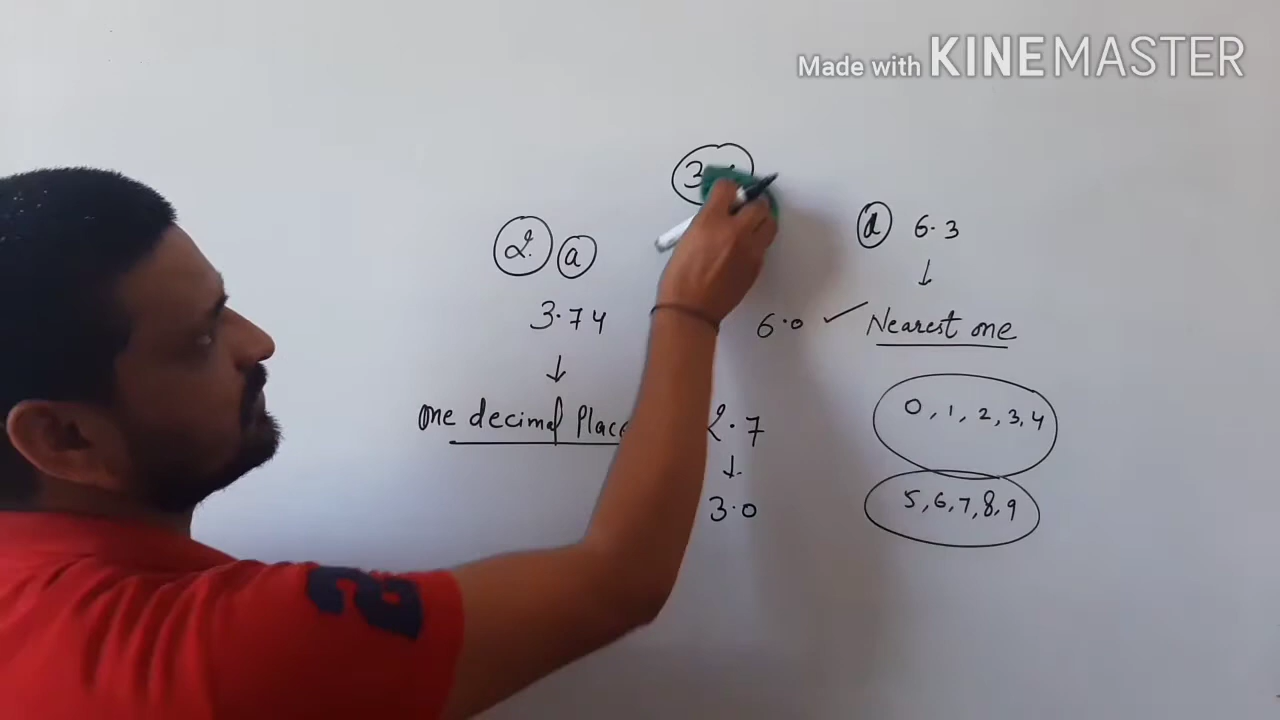 Made with KINEMASTER
3
2. a
3.74
↓
One decimal Place
d 6.3
↓
6.0 ✓ Nearest one
2.7
↓
3.0
0, 1, 2, 3, 4
5, 6, 7, 8, 9
2